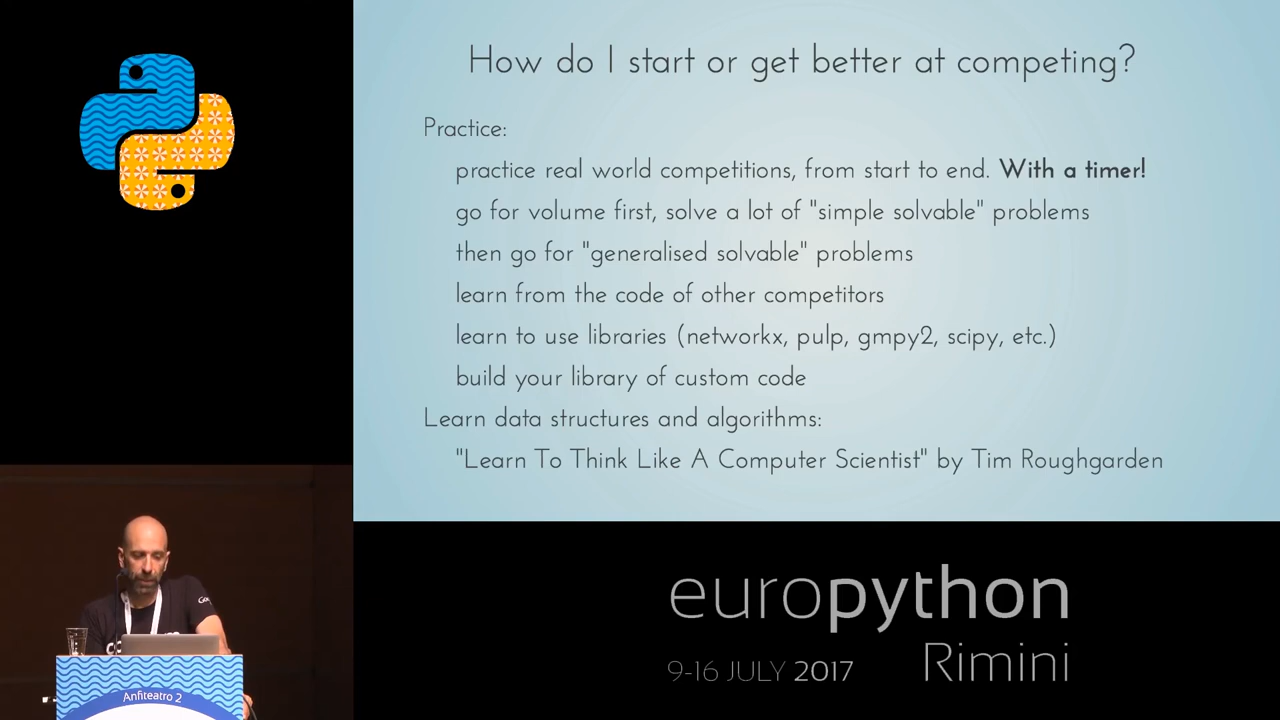 How do I start or get better at competing?
Practice:
practice real world competitions, from start to end. With a timer!
go for volume first, solve a lot of "simple solvable" problems
then go for "generalised solvable" problems
learn from the code of other competitors
learn to use libraries (networkx, pulp, gmpy2, scipy, etc.)
build your library of custom code
Learn data structures and algorithms:
"Learn To Think Like A Computer Scientist" by Tim Roughgarden
europython
9-16 JULY 2017 Rimini
Anfiteatro 2